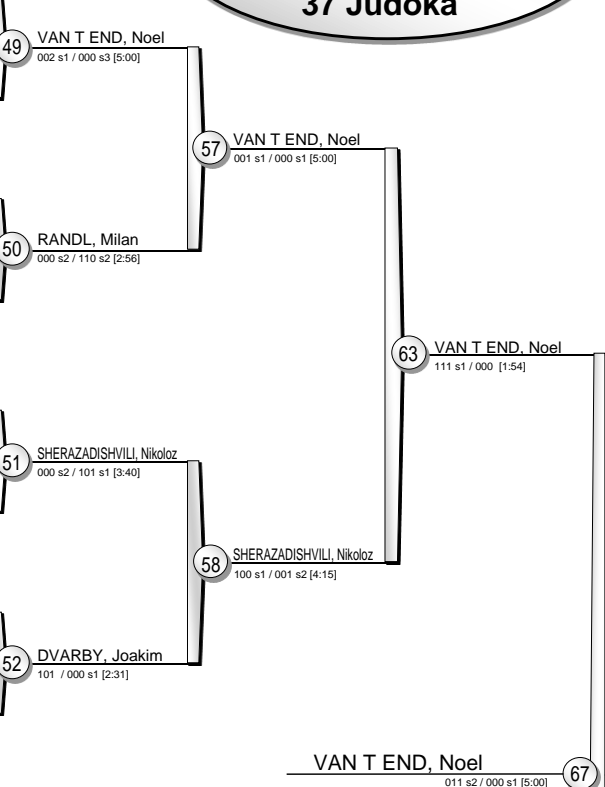 37 Judoka
49
VAN T END, Noel
002 s1 / 000 s3 [5:00]
57
VAN T END, Noel
001 s1 / 000 s1 [5:00]
50
RANDL, Milan
000 s2 / 110 s2 [2:56]
63
VAN T END, Noel
111 s1 / 000 [1:54]
51
SHERAZADISHVILI, Nikoloz
000 s2 / 101 s1 [3:40]
58
SHERAZADISHVILI, Nikoloz
100 s1 / 001 s2 [4:15]
52
DVARBY, Joakim
101 / 000 s1 [2:31]
VAN T END, Noel
67
011 s2 / 000 s1 [5:00]